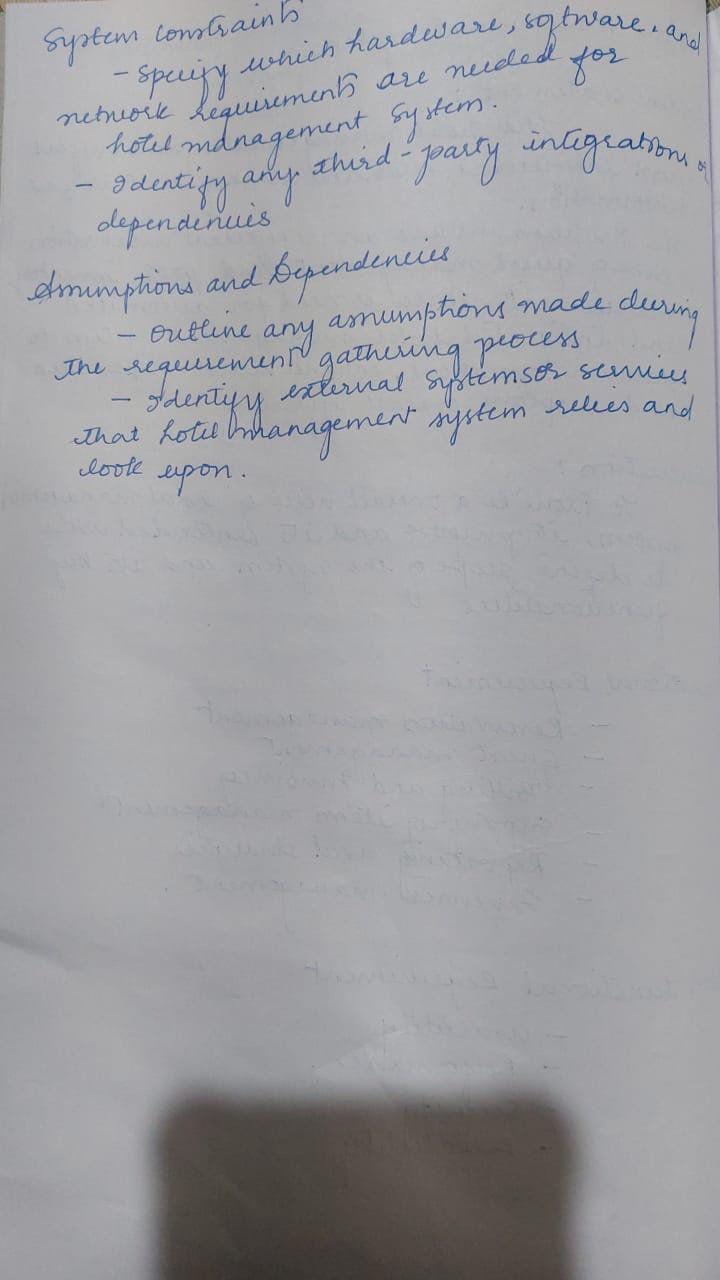 System constraints
- Specify which hardware, software, and
network requirements are needed for
hotel management system.
- Identify any third-party integrations or
dependencies
Assumptions and Dependencies
- outline any assumptions made during
the requirement gathering process
- Identify external systems or services
that hotel management system relies and
look upon.